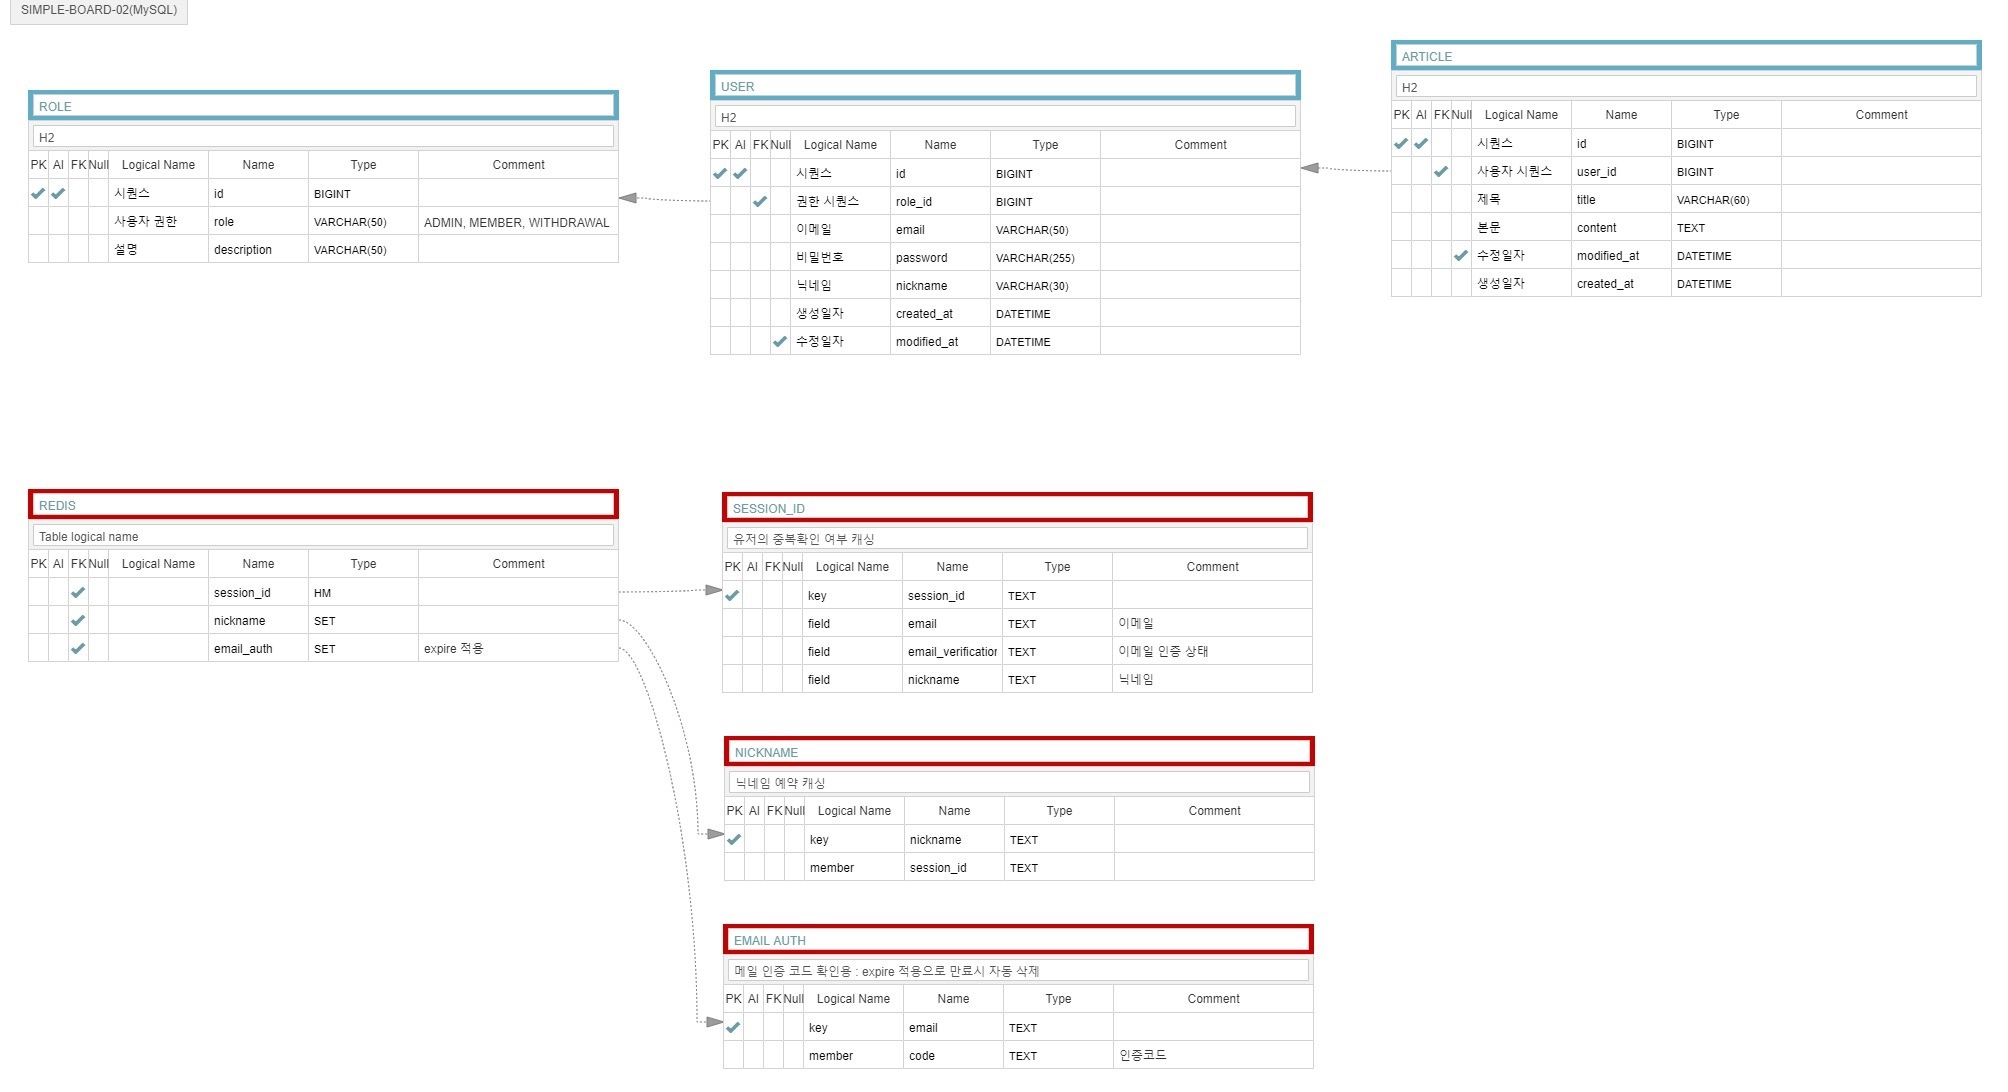 SIMPLE-BOARD-02(MySQL)
ROLE
H2
PK AI FK Null Logical Name Name Type Comment
시퀀스 id BIGINT
사용자 권한 role VARCHAR(50) ADMIN, MEMBER, WITHDRAWAL
설명 description VARCHAR(50)
USER
H2
PK AI FK Null Logical Name Name Type Comment
시퀀스 id BIGINT
권한 시퀀스 role_id BIGINT
이메일 email VARCHAR(50)
비밀번호 password VARCHAR(255)
닉네임 nickname VARCHAR(30)
생성일자 created_at DATETIME
수정일자 modified_at DATETIME
ARTICLE
H2
PK AI FK Null Logical Name Name Type Comment
시퀀스 id BIGINT
사용자 시퀀스 user_id BIGINT
제목 title VARCHAR(60)
본문 content TEXT
수정일자 modified_at DATETIME
생성일자 created_at DATETIME
REDIS
Table logical name
PK AI FK Null Logical Name Name Type Comment
session_id HM
nickname SET
email_auth SET expire 적용
SESSION_ID
유저의 중복확인 여부 캐싱
PK AI FK Null Logical Name Name Type Comment
key session_id TEXT
field email TEXT 이메일
field email_verification TEXT 이메일 인증 상태
field nickname TEXT 닉네임
NICKNAME
닉네임 예약 캐싱
PK AI FK Null Logical Name Name Type Comment
key nickname TEXT
member session_id TEXT
EMAIL AUTH
메일 인증 코드 확인용 : expire 적용으로 만료시 자동 삭제
PK AI FK Null Logical Name Name Type Comment
key email TEXT
member code TEXT 인증코드